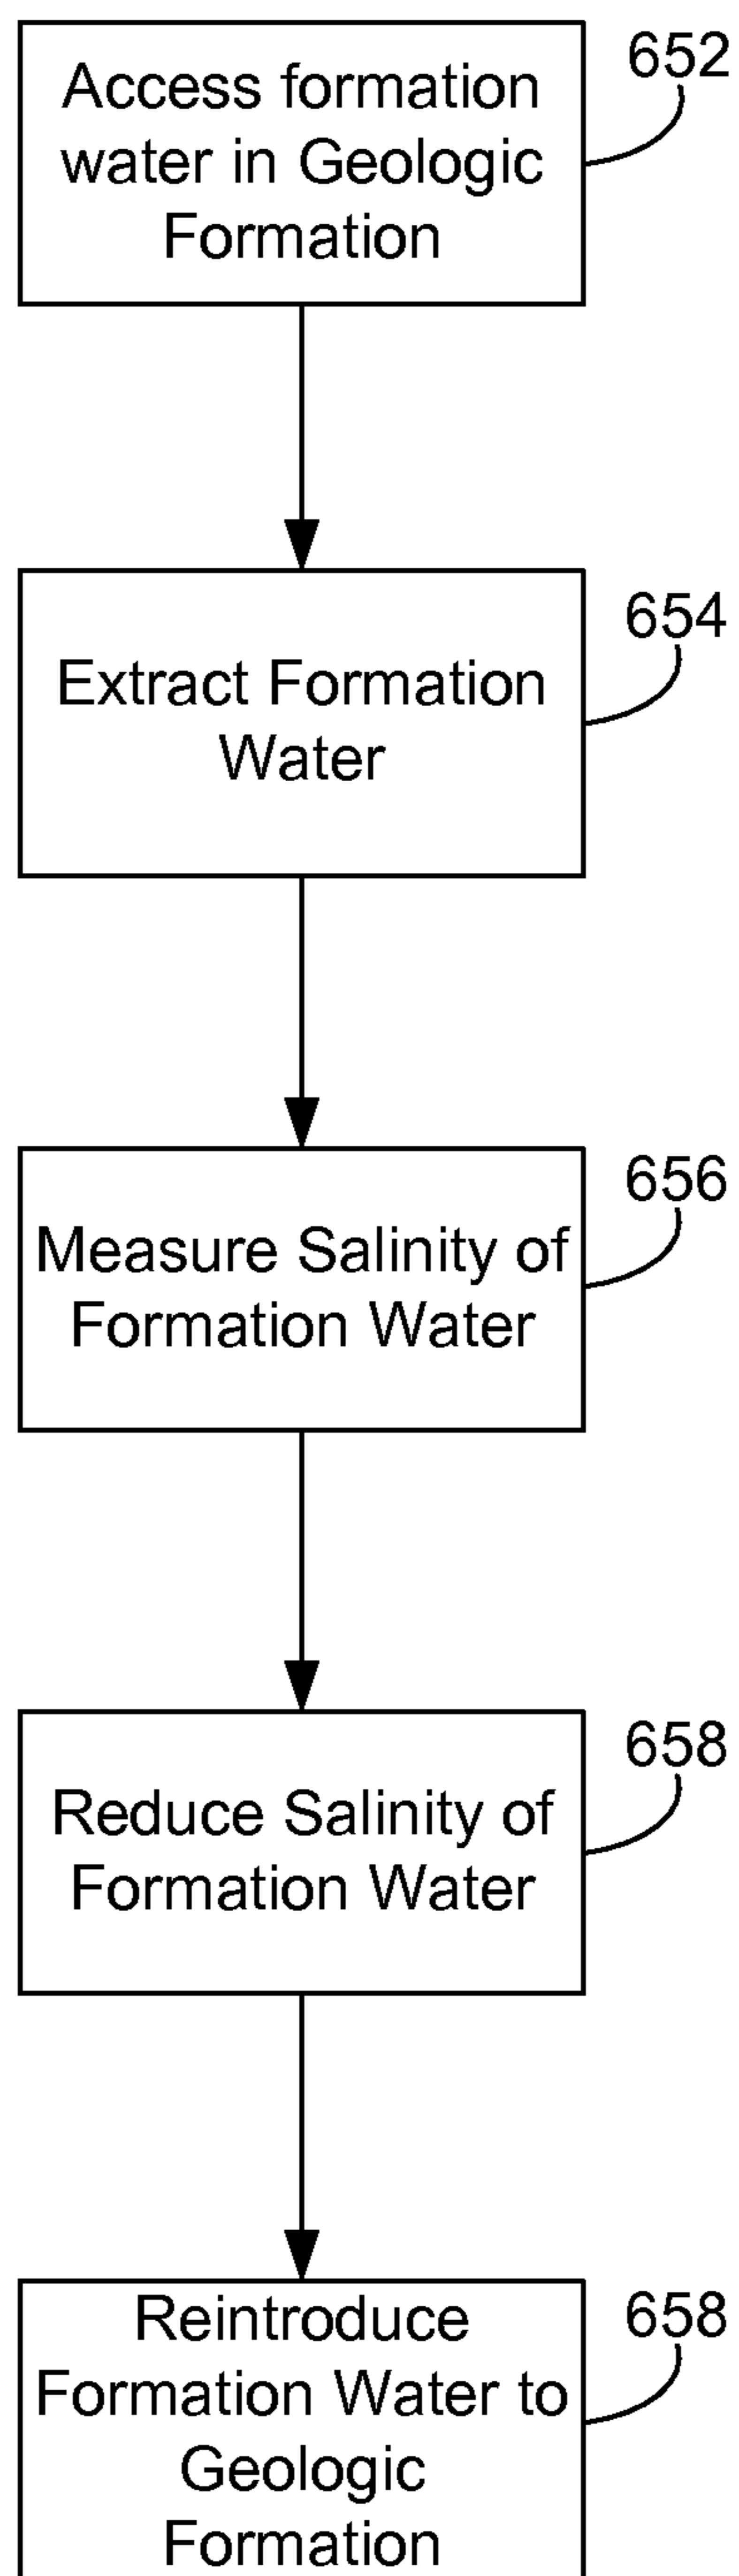 Access formation
water in Geologic
Formation
652
Extract Formation
Water
654
Measure Salinity of
Formation Water
656
Reduce Salinity of
Formation Water
658
Reintroduce
Formation Water to
Geologic
Formation
658